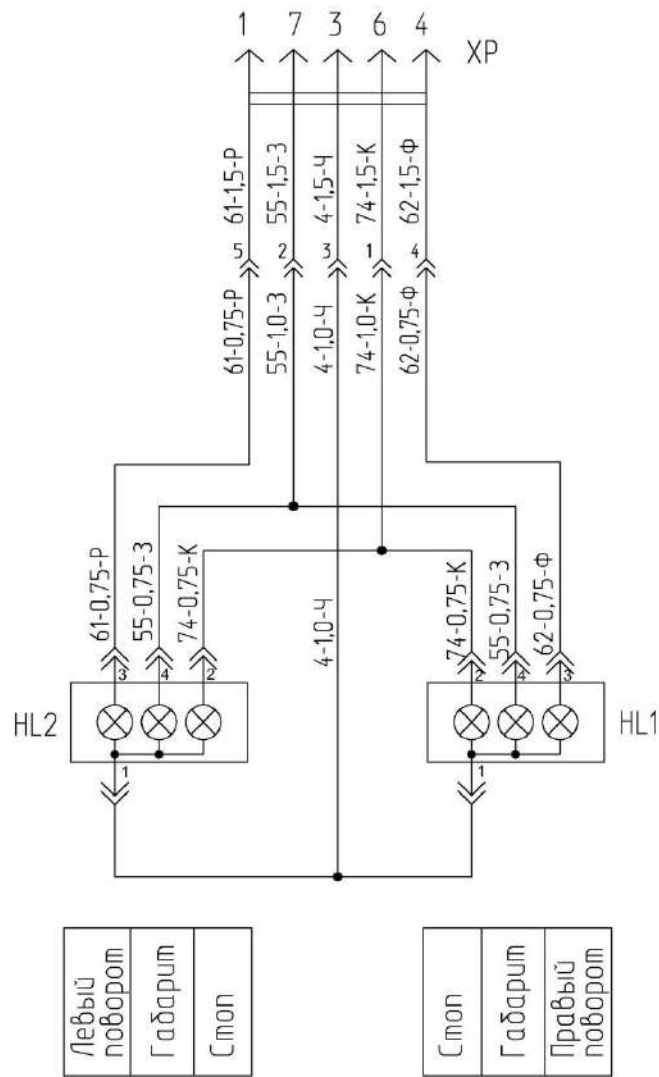 1 7 3 6 4 XP
61-1,5-Р
55-1,5-З
4-1,5-Ч
74-1,5-К
62-1,5-Ф
5 2 3 1 4
61-0,75-Р
55-1,0-З
4-1,0-Ч
74-1,0-К
62-0,75-Ф
61-0,75-Р
55-0,75-З
74-0,75-К
4-1,0-Ч
74-0,75-К
55-0,75-З
62-0,75-Ф
3 4 2
2 4 3
HL2
HL1
1
1
Левый
поворот
Габарит
Стоп
Стоп
Габарит
Правый
поворот